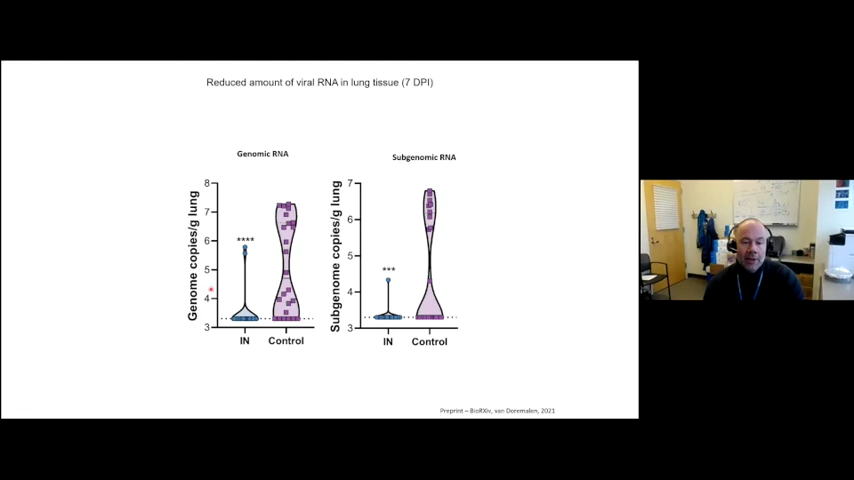 Reduced amount of viral RNA in lung tissue (7 DPI)
Genomic RNA
Subgenomic RNA
Genome copies/g lung
8
7
6
5
4
3
****
IN
Control
Subgenome copies/g lung
7
6
5
4
3
***
IN
Control
Preprint – BioRXiv, van Doremalen, 2021